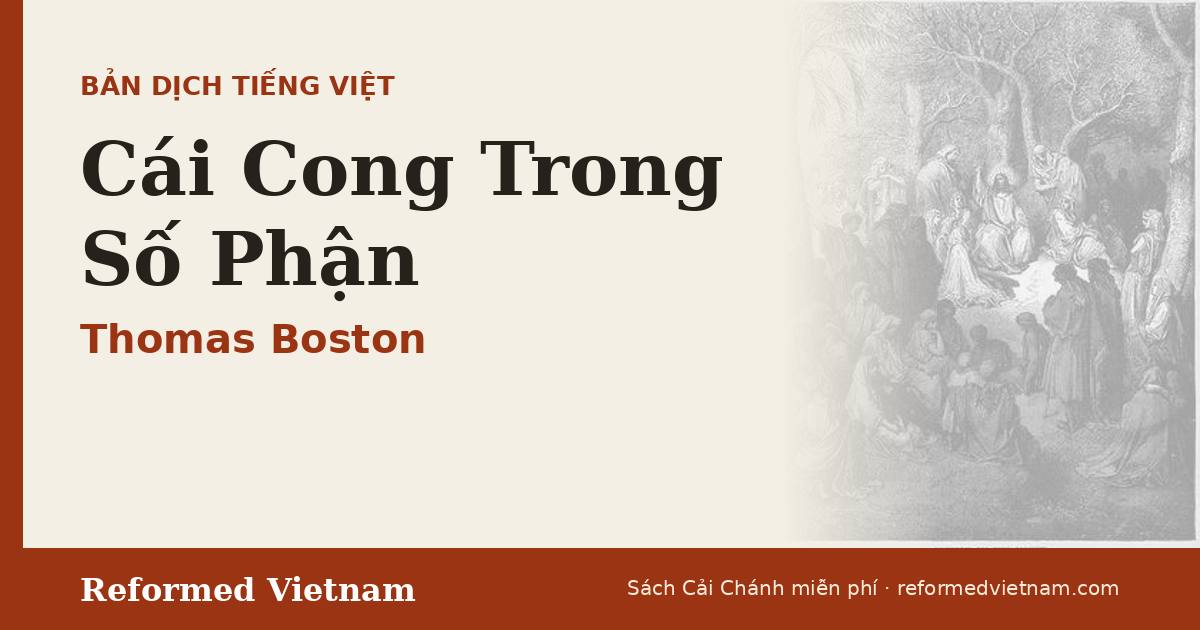 BẢN DỊCH TIẾNG VIỆT
Cái Cong Trong
Số Phận
Thomas Boston
Reformed Vietnam
Sách Cải Chánh miễn phí · reformedvietnam.com